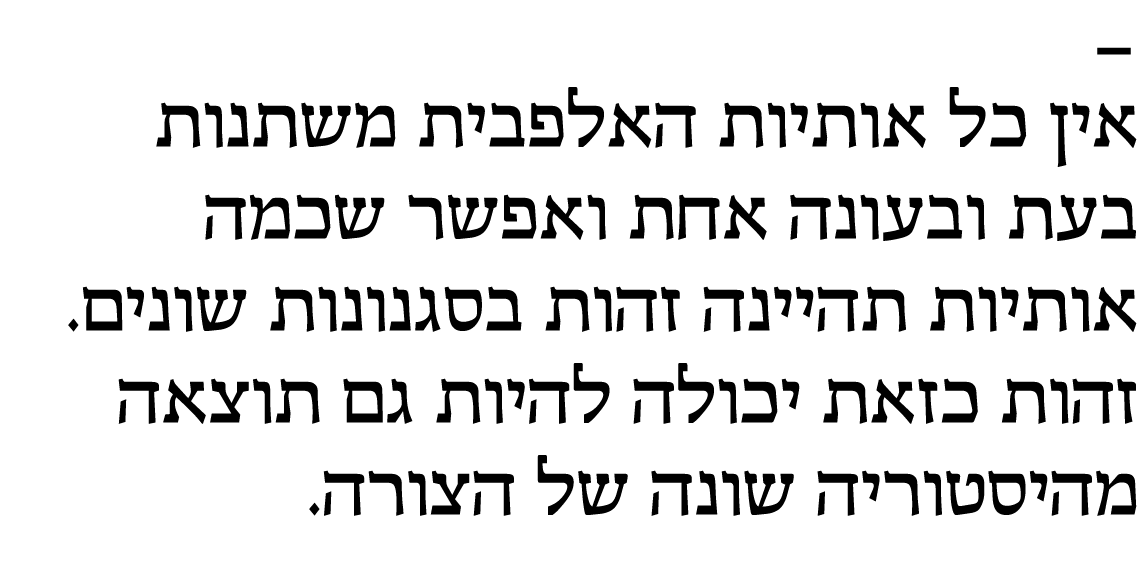 –
אין כל אותיות האלפבית משתנות
בעת ובעונה אחת ואפשר שכמה
אותיות תהיינה זהות בסגנונות שונים.
זהות כזאת יכולה להיות גם תוצאה
מהיסטוריה שונה של הצורה.